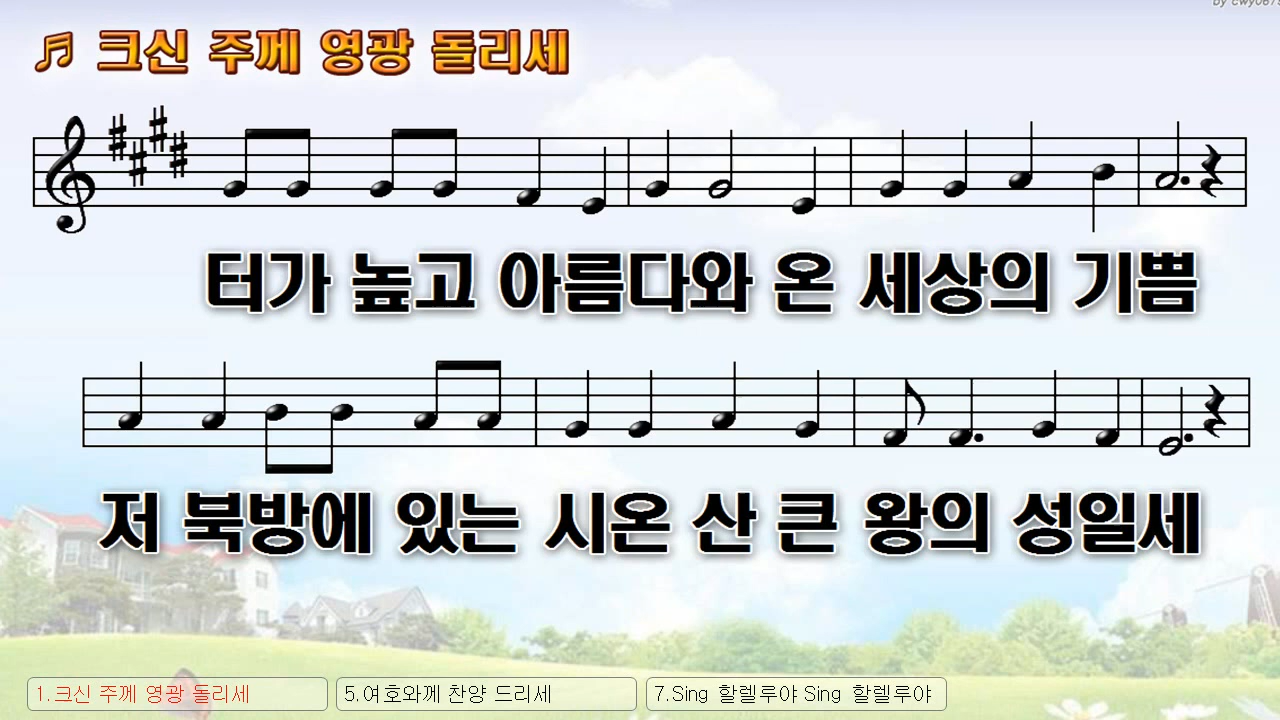 ♬ 크신 주께 영광 돌리세
터가 높고 아름다와 온 세상의 기쁨
저 북방에 있는 시온 산 큰 왕의 성일세
1.크신 주께 영광 돌리세
5.여호와께 찬양 드리세
7.Sing 할렐루야 Sing 할렐루야